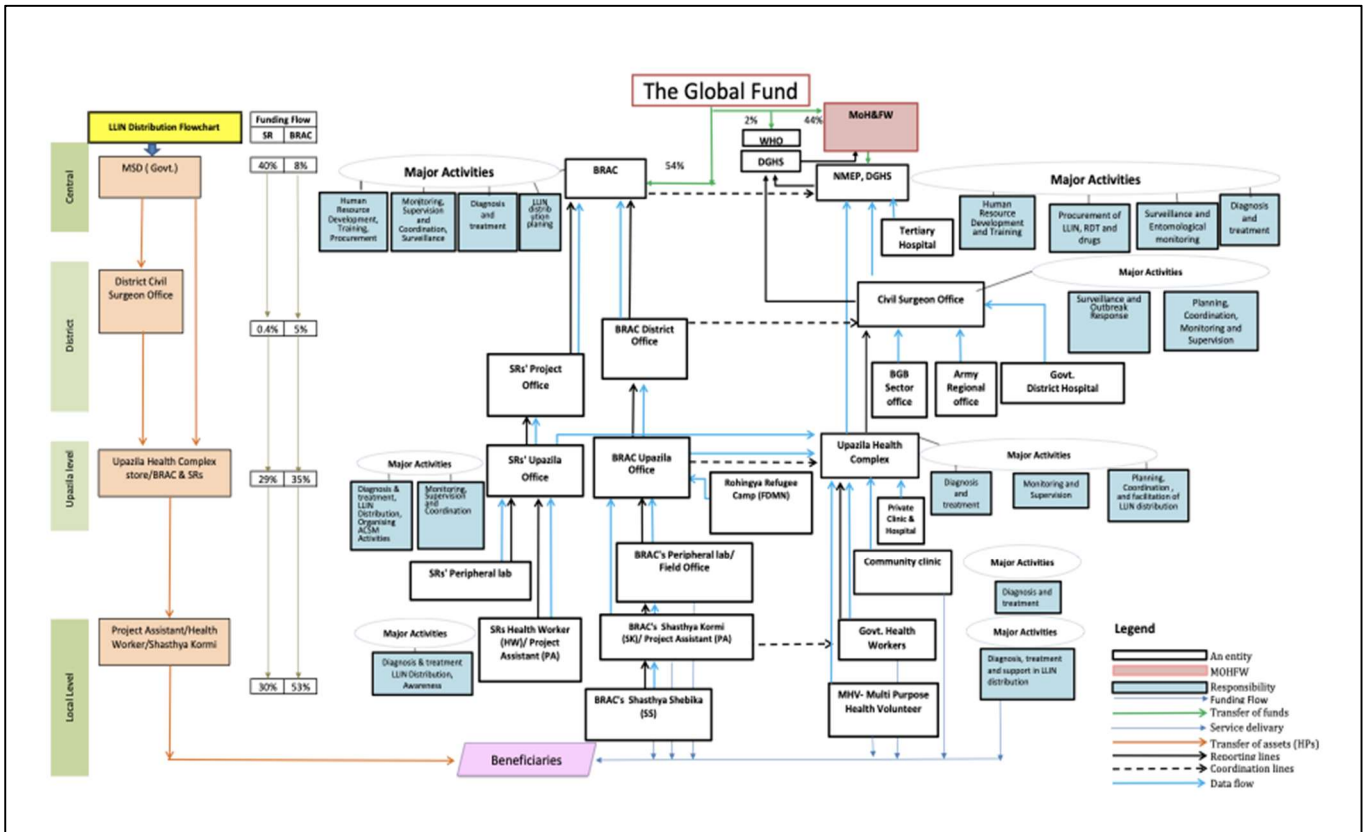 The Global Fund
LLIN Distribution Flowchart
Funding Flow
SR
BRAC
2%
44%
MoH&FW
WHO
DGHS
54%
Central
MSD ( Govt.)
40%
8%
Major Activities
BRAC
NMEP, DGHS
Major Activities
Human
Resource
Development,
Training,
Procurement
Monitoring,
Supervision
and
Coordination,
Surveillance
Diagnosis
and
treatment
LLIN
distrib
ution
planing
Tertiary
Hospital
Human
Resource
Development
and Training
Procurement of
LLIN, RDT and
drugs
Surveillance and
Entomological
monitoring
Diagnosis
and
treatment
District
District Civil
Surgeon Office
0.4%
5%
Civil Surgeon Office
Major Activities
Surveillance and
Outbreak
Response
Planning,
Coordination,
Monitoring and
Supervision
BRAC District
Office
SRs' Project
Office
BGB
Sector
office
Army
Regional
office
Govt.
District Hospital
Upazila level
Upazila Health Complex
store/BRAC & SRs
29%
35%
Major Activities
Diagnosis &
treatment,
LLIN
Distribution,
Organising
ACSM
Activities
Monitoring,
Supervision
and
Coordination
SRs' Upazila
Office
BRAC Upazila
Office
Rohingya Refugee
Camp (FDMN)
Upazila Health
Complex
Major Activities
Diagnosis
and
treatment
Monitoring and
Supervision
Planning,
Coordination ,
and facilitation of
LLIN distribution
Private
Clinic &
Hospital
SRs' Peripheral lab
BRAC's Peripheral lab/
Field Office
Community clinic
Major Activities
Diagnosis and
treatment
Local Level
Project Assistant/Health
Worker/Shasthya Kormi
30%
53%
Major Activities
Diagnosis & treatment
LLIN Distribution,
Awareness
SRs Health Worker
(HW)/ Project
Assistant (PA)
BRAC's Shasthya Kormi
(SK)/ Project Assistant (PA)
Govt. Health
Workers
Major Activities
Diagnosis, treatment
and support in LLIN
distribution
BRAC's Shasthya Shebika
(SS)
MHV- Multi Purpose
Health Volunteer
Beneficiaries
Legend
An entity
MOHFW
Responsibility
Funding Flow
Transfer of funds
Service delivary
Transfer of assets (HPs)
Reporting lines
Coordination lines
Data flow